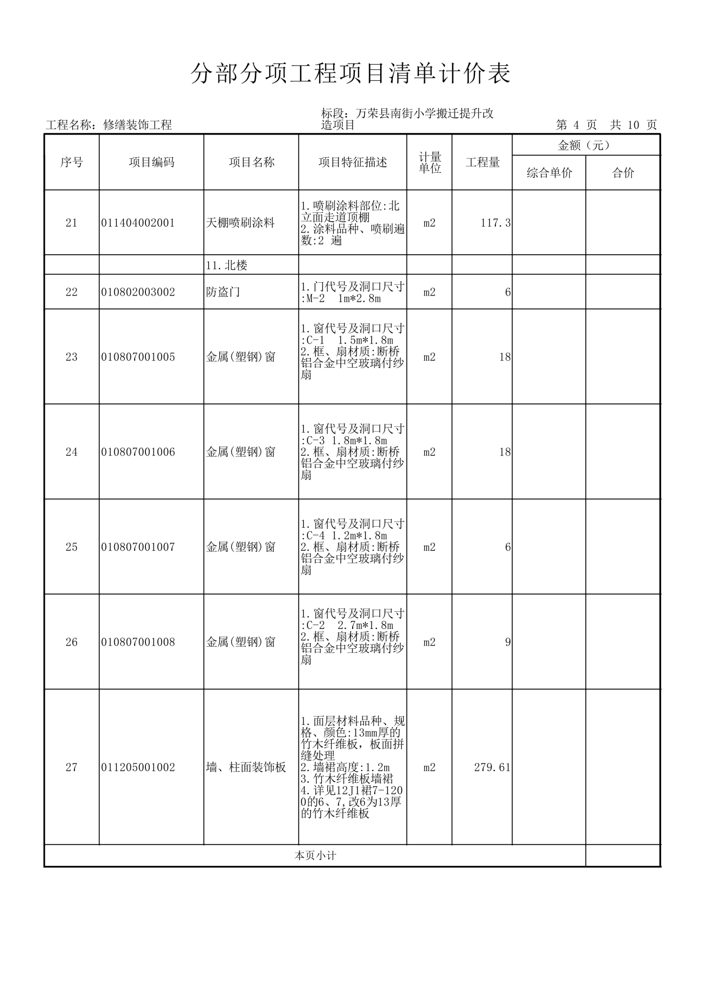 分部分项工程项目清单计价表
工程名称：修缮装饰工程
标段：万荣县南街小学搬迁提升改
造项目
第 4 页 共 10 页
序号
项目编码
项目名称
项目特征描述
计量
单位
工程量
金额（元）
综合单价
合价
21
011404002001
天棚喷刷涂料
1.喷刷涂料部位:北
立面走道顶棚
2.涂料品种、喷刷遍
数:2 遍
m2
117.3
11.北楼
22
010802003002
防盗门
1.门代号及洞口尺寸
:M-2 1m*2.8m
m2
6
23
010807001005
金属(塑钢)窗
1.窗代号及洞口尺寸
:C-1 1.5m*1.8m
2.框、扇材质:断桥
铝合金中空玻璃付纱
扇
m2
18
24
010807001006
金属(塑钢)窗
1.窗代号及洞口尺寸
:C-3 1.8m*1.8m
2.框、扇材质:断桥
铝合金中空玻璃付纱
扇
m2
18
25
010807001007
金属(塑钢)窗
1.窗代号及洞口尺寸
:C-4 1.2m*1.8m
2.框、扇材质:断桥
铝合金中空玻璃付纱
扇
m2
6
26
010807001008
金属(塑钢)窗
1.窗代号及洞口尺寸
:C-2 2.7m*1.8m
2.框、扇材质:断桥
铝合金中空玻璃付纱
扇
m2
9
27
011205001002
墙、柱面装饰板
1.面层材料品种、规
格、颜色:13mm厚的
竹木纤维板，板面拼
缝处理
2.墙裙高度:1.2m
3.竹木纤维板墙裙
4.详见12J1裙7-120
0的6、7,改6为13厚
的竹木纤维板
m2
279.61
本页小计